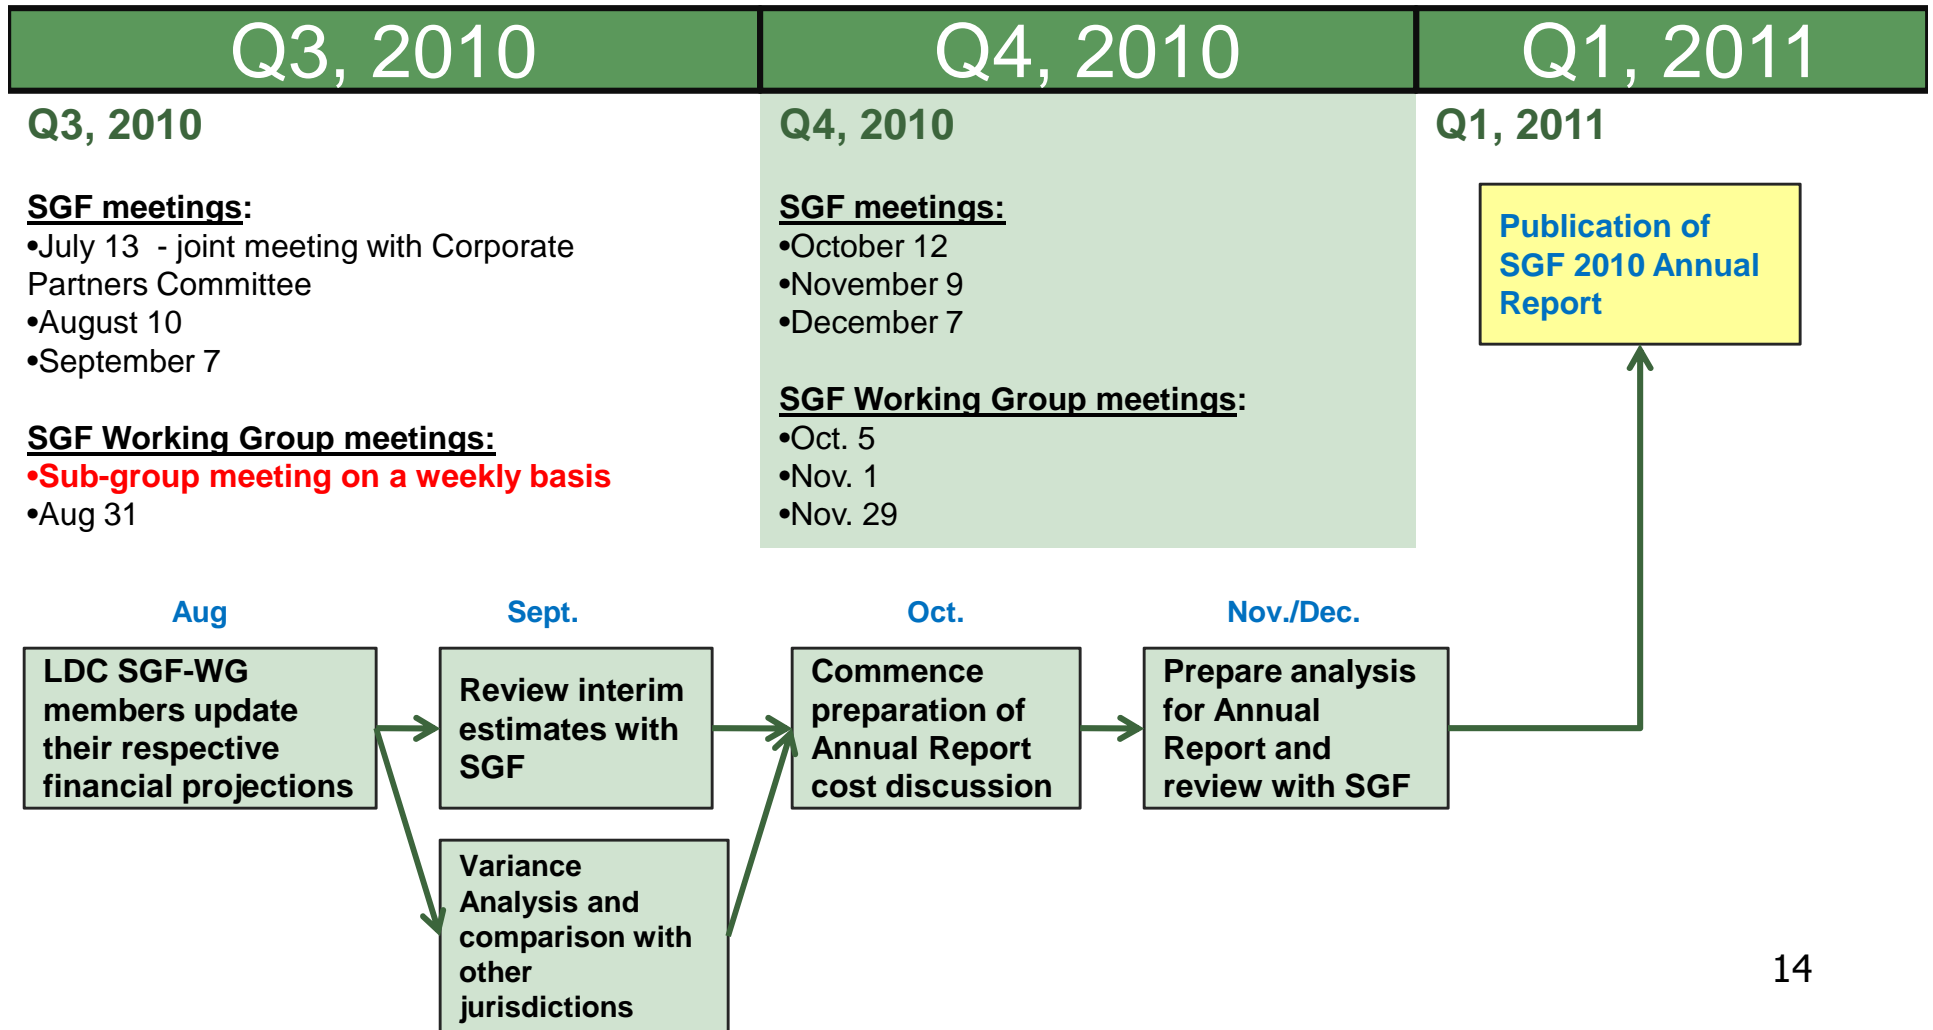 Q3, 2010
Q4, 2010
Q1, 2011
Q3, 2010
SGF meetings:
•July 13  - joint meeting with Corporate
Partners Committee
•August 10
•September 7
SGF Working Group meetings:
•Sub-group meeting on a weekly basis
•Aug 31
Q4, 2010
SGF meetings:
•October 12
•November 9
•December 7
SGF Working Group meetings:
•Oct. 5
•Nov. 1
•Nov. 29
Q1, 2011
Publication of
SGF 2010 Annual
Report
Aug
Sept.
Oct.
Nov./Dec.
LDC SGF-WG
members update
their respective
financial projections
Review interim
estimates with
SGF
Variance
Analysis and
comparison with
other
jurisdictions
Commence
preparation of
Annual Report
cost discussion
Prepare analysis
for Annual
Report and
review with SGF
14